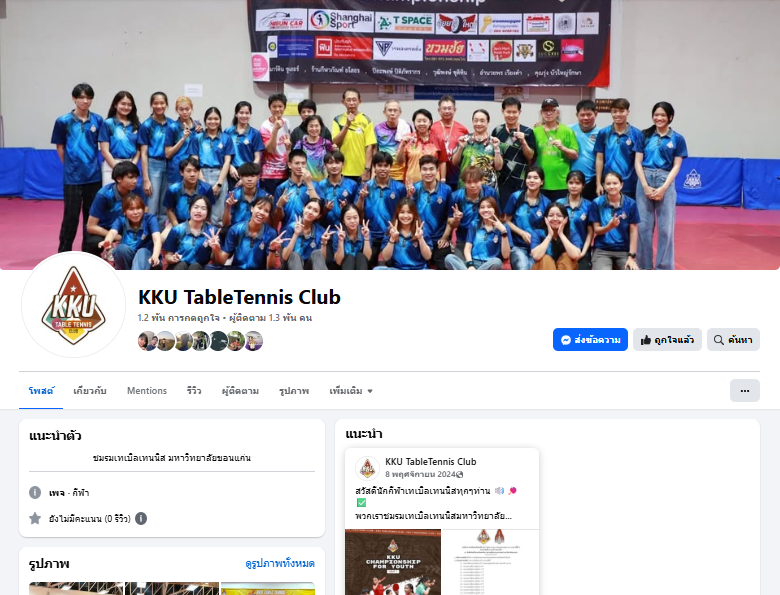 Shanghai
Sport
T SPACE
KKU
TABLE TENNIS
CLUB
KKU TableTennis Club
1.2 พัน การกดถูกใจ • ผู้ติดตาม 1.3 พัน คน
ส่งข้อความ
ถูกใจแล้ว
ค้นหา
โพสต์
เกี่ยวกับ
Mentions
รีวิว
ผู้ติดตาม
รูปภาพ
เพิ่มเติม
แนะนำตัว
ชมรมเทเบิลเทนนิส มหาวิทยาลัยขอนแก่น
เพจ · กีฬา
ยังไม่มีคะแนน (0 รีวิว)
รูปภาพ
ดูรูปภาพทั้งหมด
แนะนำ
KKU TableTennis Club
8 พฤศจิกายน 2024
สวัสดีนักกีฬาเทเบิลเทนนิสทุกๆท่าน
พวกเราชมรมเทเบิลเทนนิสมหาวิทยาลัย...
KKU
CHAMPIONSHIP
FOR YOUTH